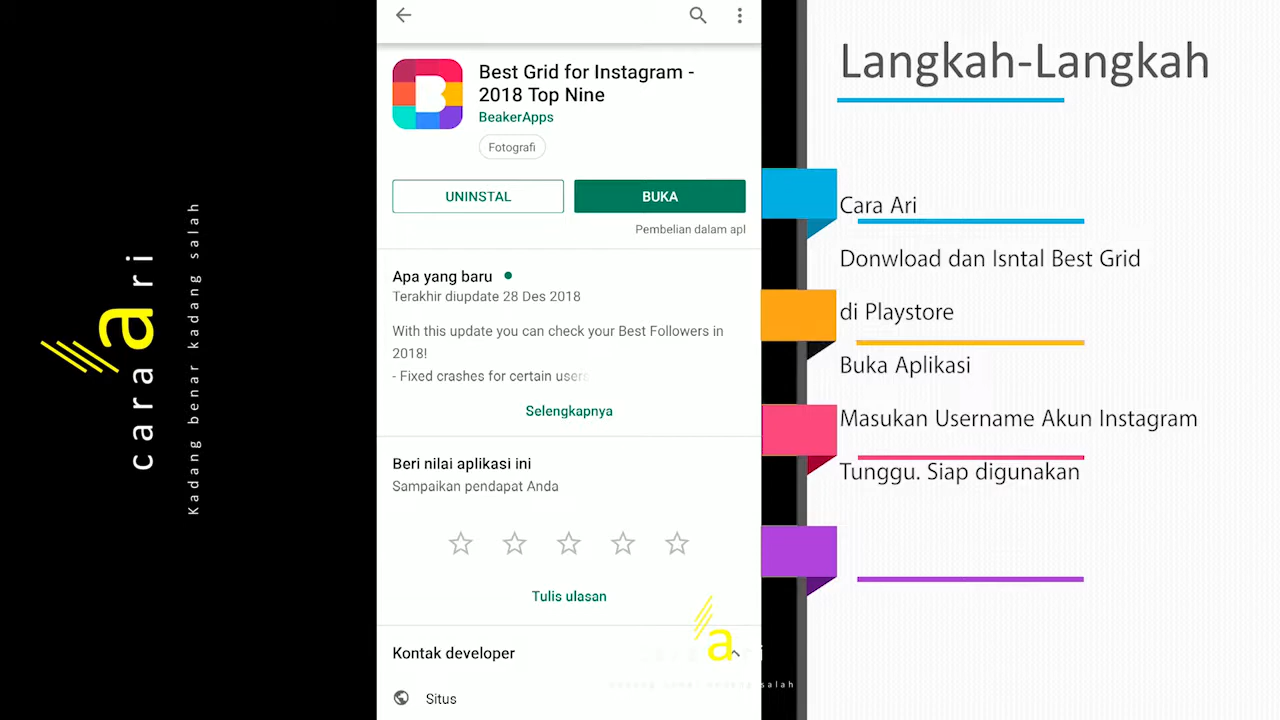 cara ari
Kadang benar kadang salah
Best Grid for Instagram -
2018 Top Nine
BeakerApps
Fotografi
UNINSTAL
BUKA
Pembelian dalam apl
Apa yang baru
Terakhir diupdate 28 Des 2018
With this update you can check your Best Followers in
2018!
- Fixed crashes for certain users
Selengkapnya
Beri nilai aplikasi ini
Sampaikan pendapat Anda
Tulis ulasan
Kontak developer
Situs
a
salah
Langkah-Langkah
Cara Ari
Donwload dan Isntal Best Grid
di Playstore
Buka Aplikasi
Masukan Username Akun Instagram
Tunggu. Siap digunakan